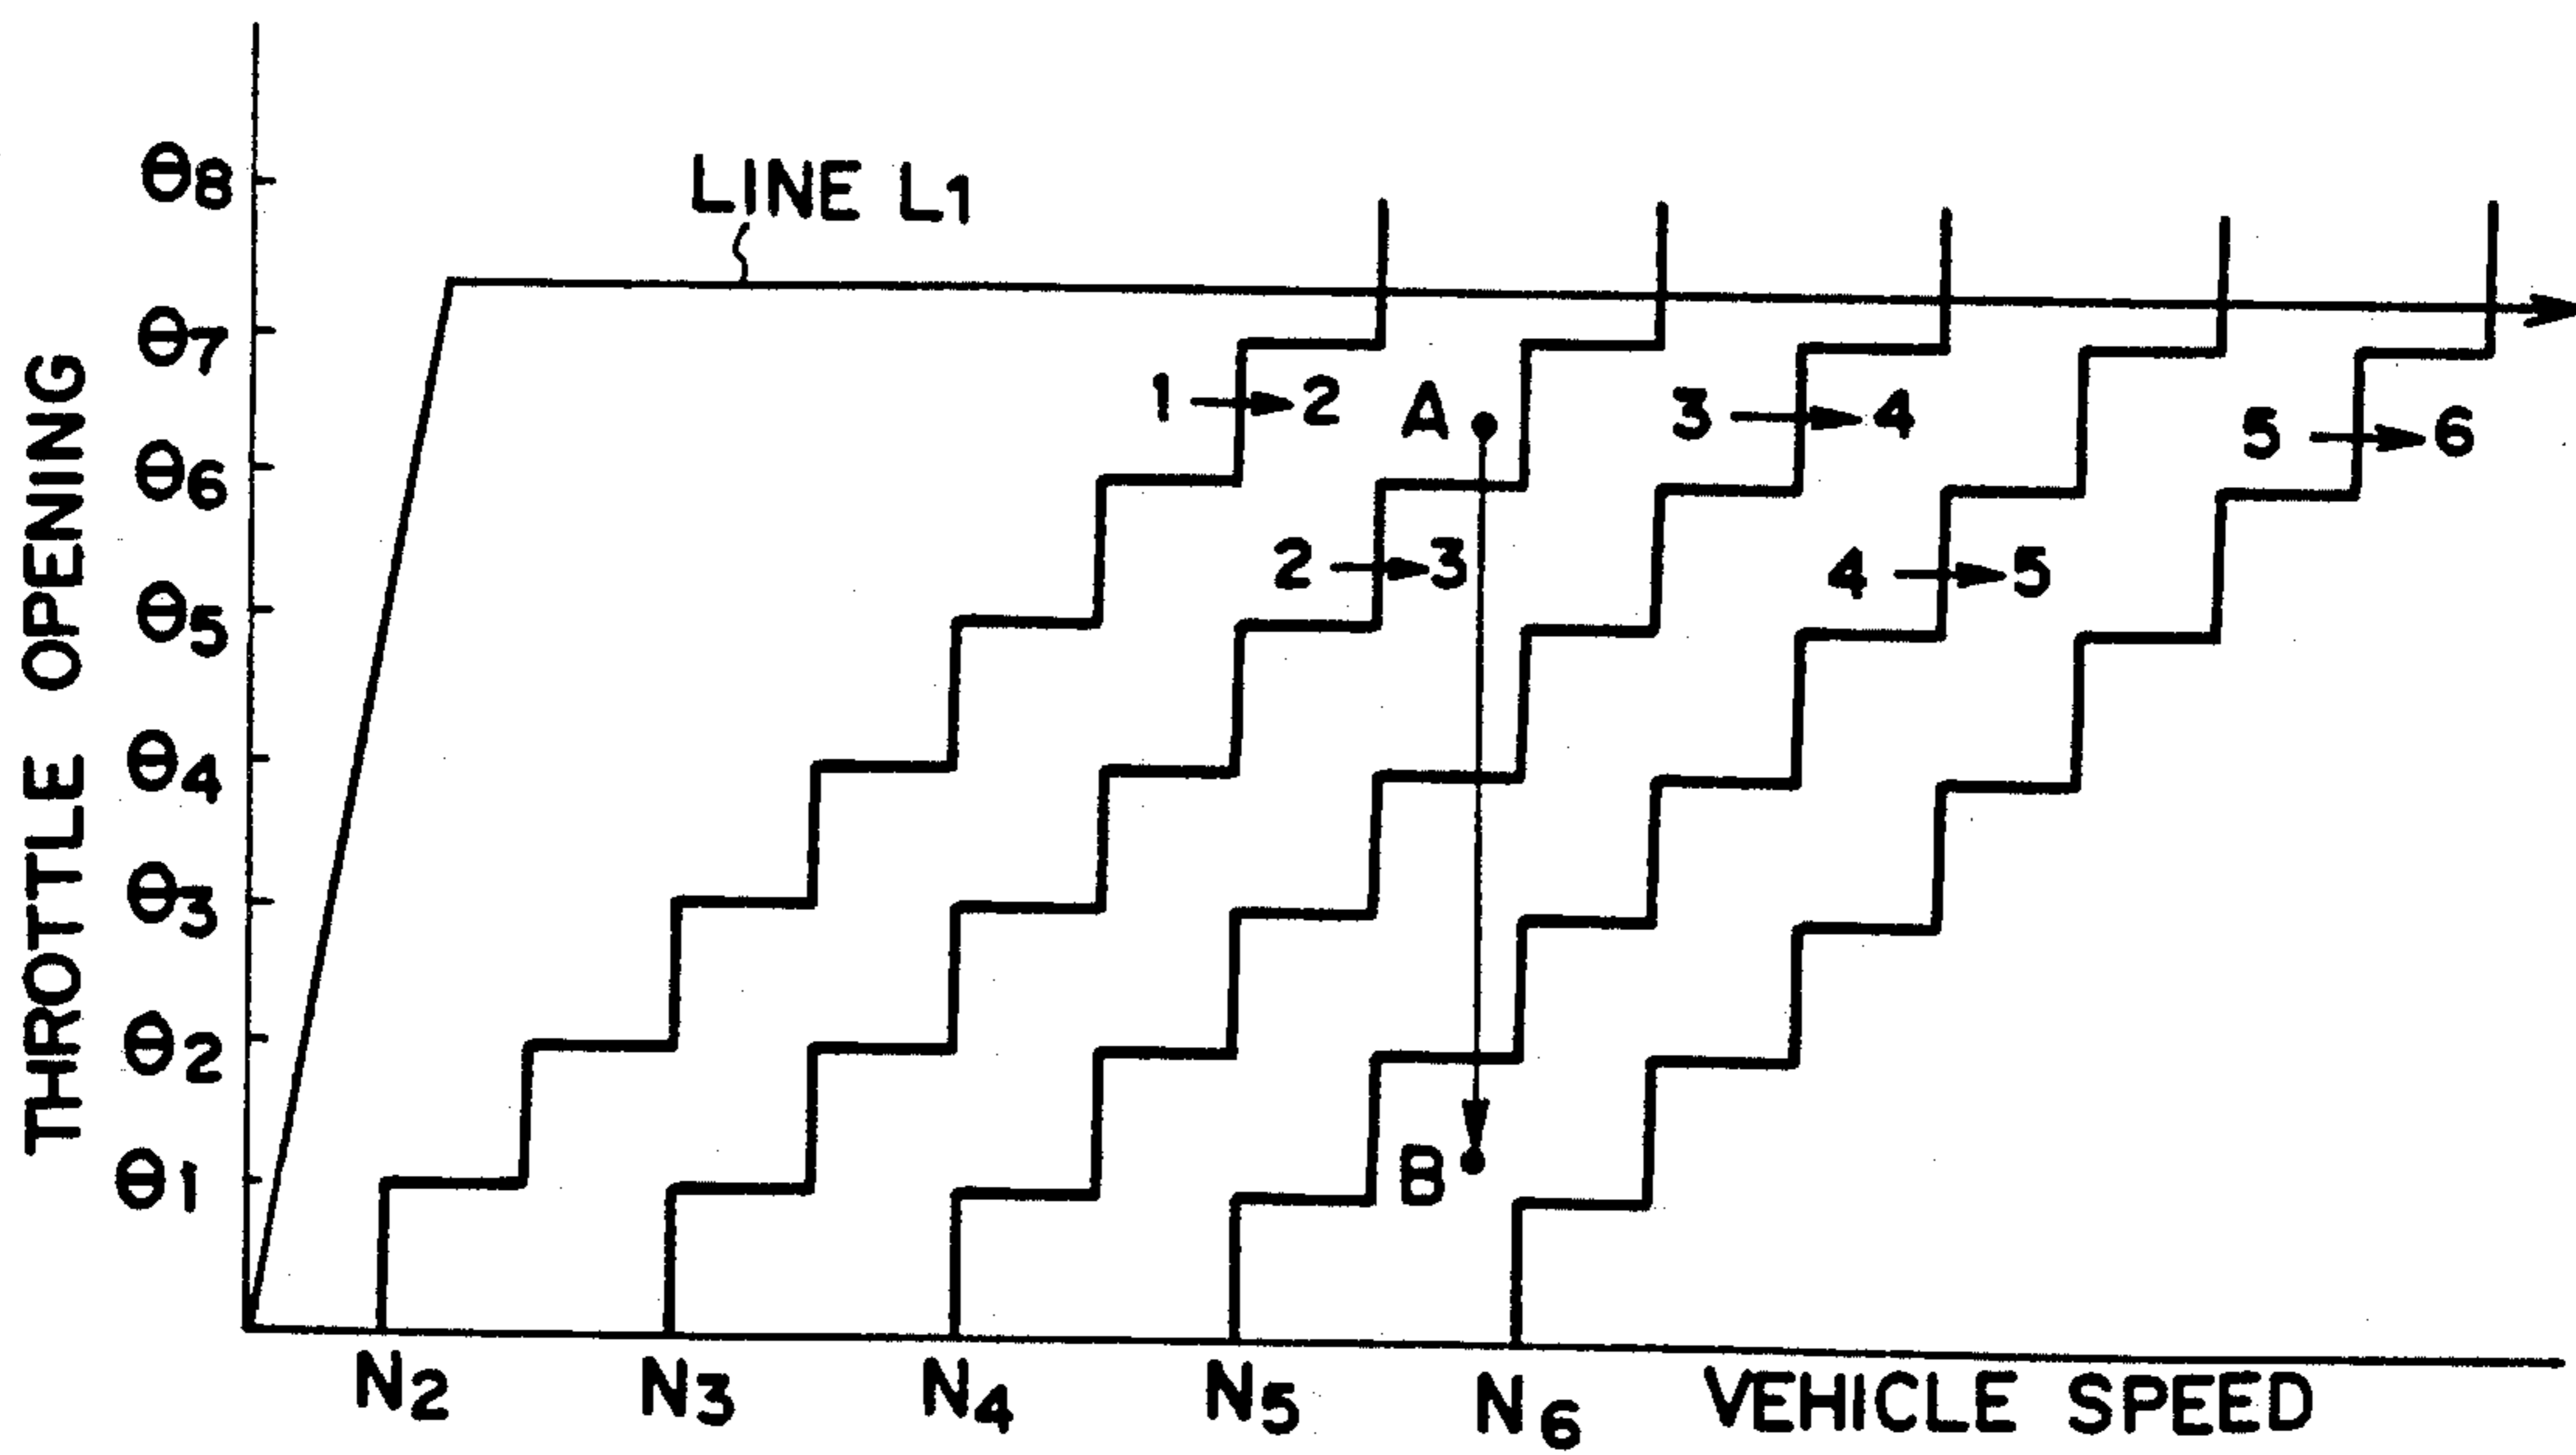 THROTTLE OPENING
θ8
θ7
θ6
θ5
θ4
θ3
θ2
θ1
LINE L1
1 → 2
A
3 → 4
5 → 6
2 → 3
4 → 5
B
N2
N3
N4
N5
N6
VEHICLE SPEED